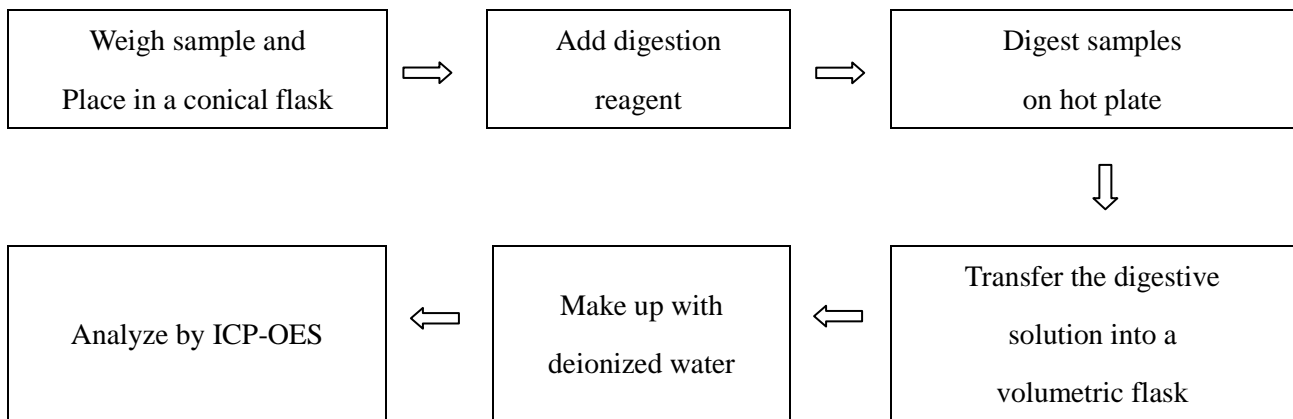 Weigh sample and
Place in a conical flask
Add digestion
reagent
Digest samples
on hot plate
Transfer the digestive
solution into a
volumetric flask
Make up with
deionized water
Analyze by ICP-OES